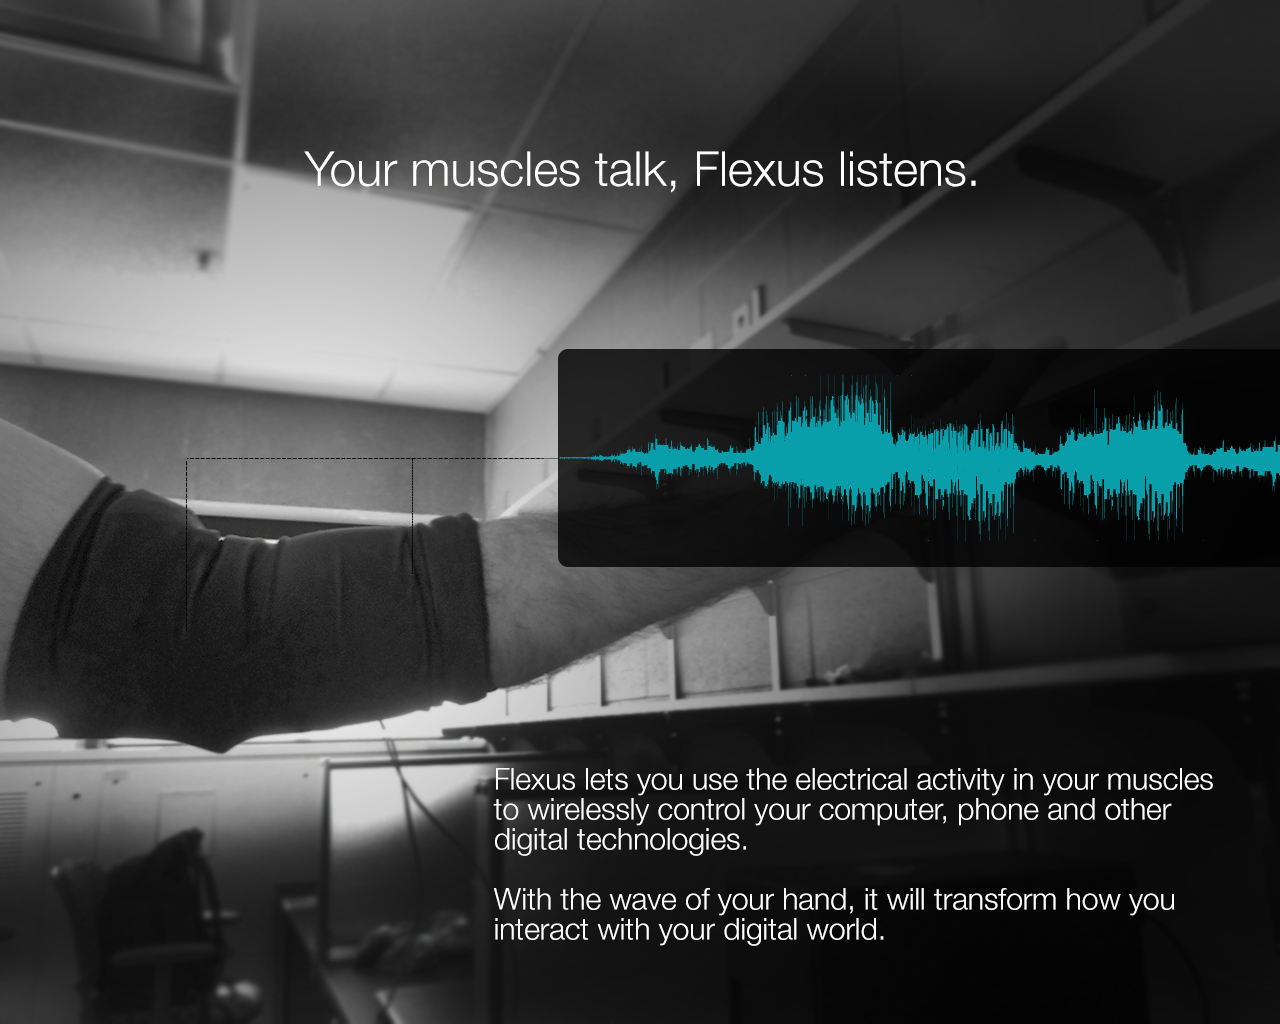 Your muscles talk, Flexus listens.
Flexus lets you use the electrical activity in your muscles
to wirelessly control your computer, phone and other
digital technologies.
With the wave of your hand, it will transform how you
interact with your digital world.